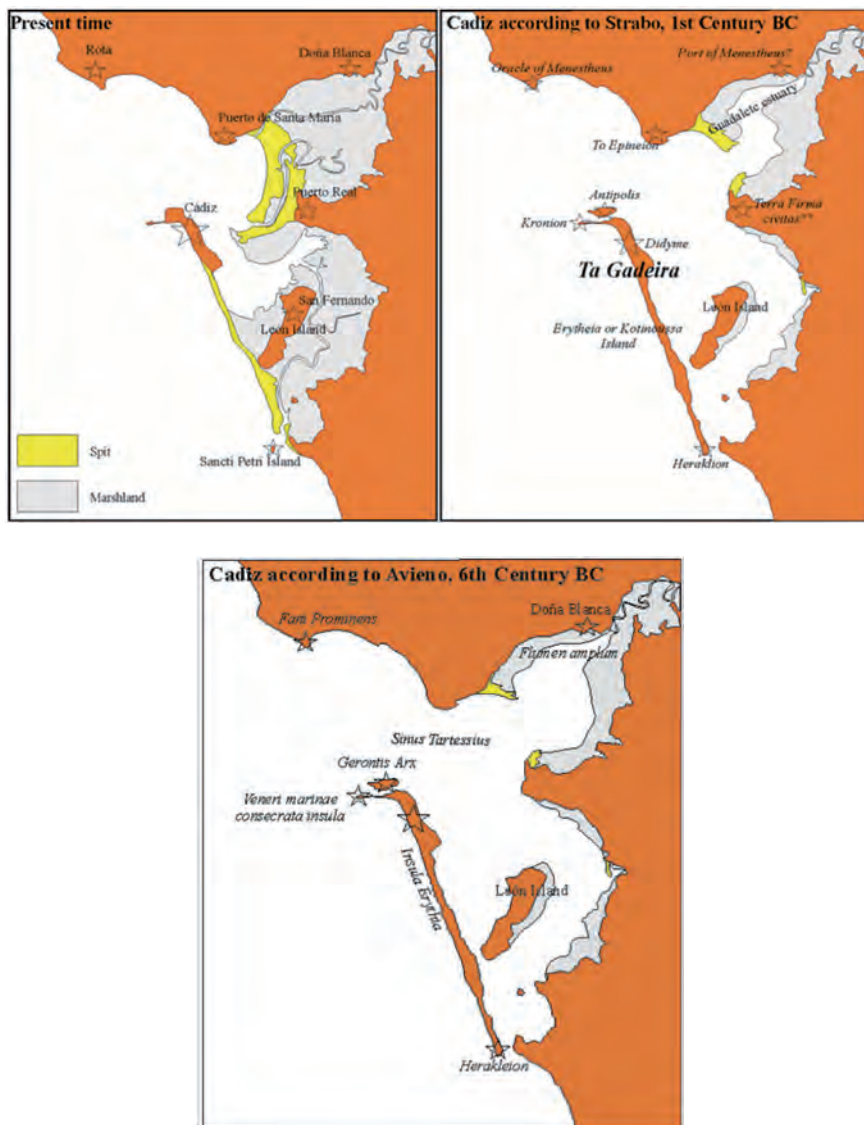 Present time
Rota
Doña Blanca
Puerto de Santa Maria
Puerto Real
Cádiz
San Fernando
León Island
Sancti Petri Island
Spit
Marshland
Cadiz according to Strabo, 1st Century BC
Port of Menestheus?
Oracle of Menestheus
Guadalete estuary
To Epineion
Antipolis
Terra Firma
civitas??
Kronion
Didyme
Ta Gadeira
León Island
Erytheia or Kotinoussa
Island
Heraklion
Cadiz according to Avieno, 6th Century BC
Fani Prominens
Doña Blanca
Flumen amplum
Sinus Tartessius
Gerontis Arx
Veneri marinae
consecrata insula
Insula Erythia
León Island
Herakleion